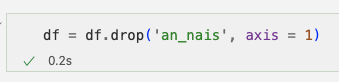 df = df.drop('an_nais', axis = 1)
0.2s